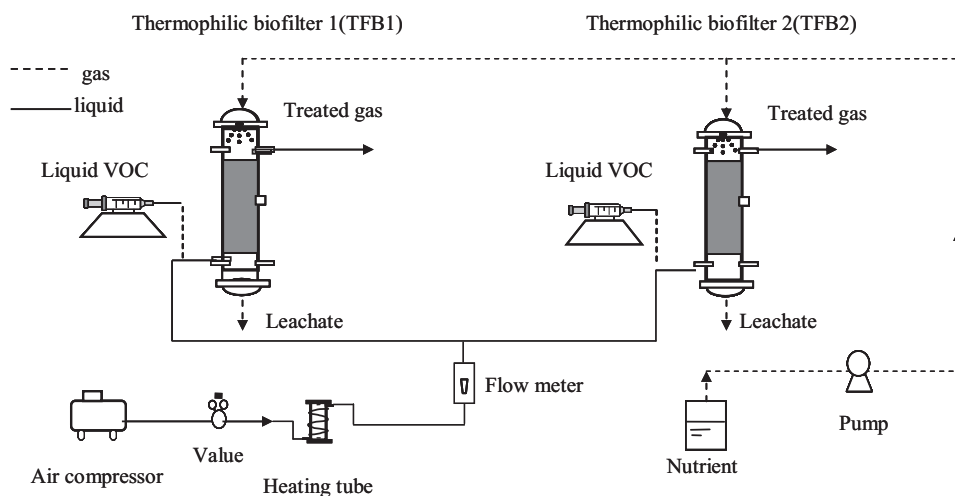 Thermophilic biofilter 1(TFB1)
Thermophilic biofilter 2(TFB2)
gas
liquid
Treated gas
Treated gas
Liquid VOC
Liquid VOC
Leachate
Leachate
Flow meter
Pump
Value
Nutrient
Air compressor
Heating tube